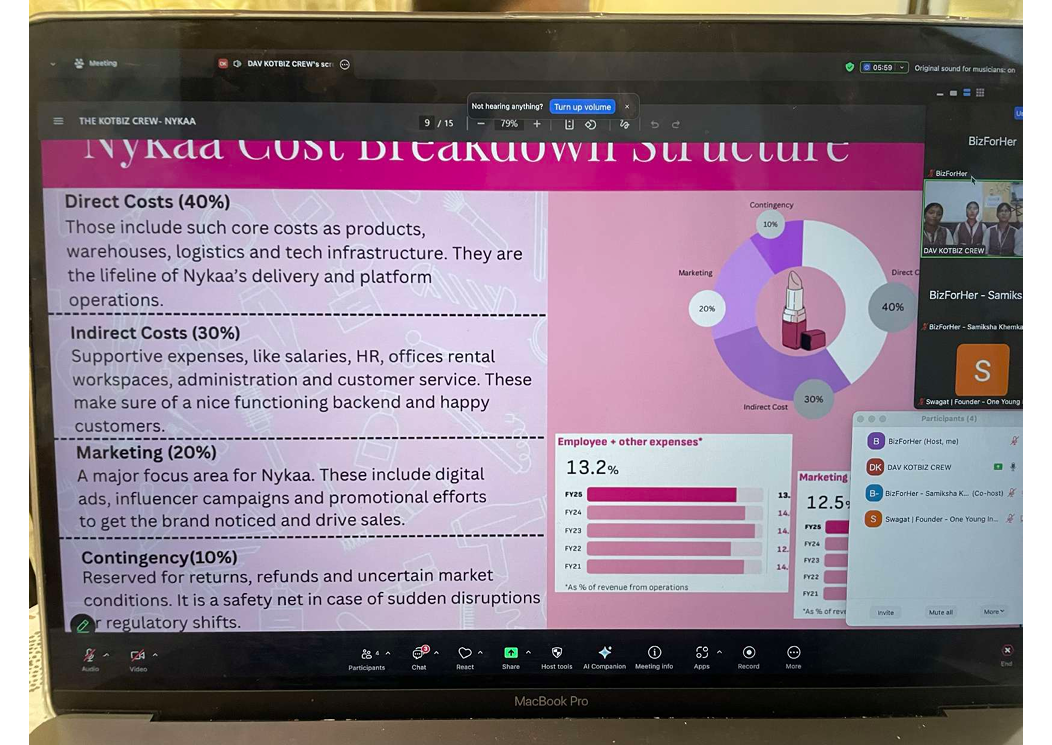 Meeting
DK DAV KOTBIZ CREW's scr
05:59
Original sound for musicians: on
Not hearing anything? Turn up volume ×
THE KOTBIZ CREW- NYKAA
9 / 15 − 79% +
Nykaa Cost Breakdown Structure
Direct Costs (40%)
Those include such core costs as products,
warehouses, logistics and tech infrastructure. They are
the lifeline of Nykaa's delivery and platform
operations.
Indirect Costs (30%)
Supportive expenses, like salaries, HR, offices rental
workspaces, administration and customer service. These
make sure of a nice functioning backend and happy
customers.
Marketing (20%)
A major focus area for Nykaa. These include digital
ads, influencer campaigns and promotional efforts
to get the brand noticed and drive sales.
Contingency(10%)
Reserved for returns, refunds and uncertain market
conditions. It is a safety net in case of sudden disruptions
r regulatory shifts.
Contingency
10%
Marketing
20%
Direct C
40%
Indirect Cost
30%
Employee + other expenses*
13.2%
FY25 13.
FY24 14.
FY23 14.
FY22 12.
FY21 14.
*As % of revenue from operations
Marketing
12.5%
FY25
FY24
FY23
FY22
FY21
*As % of reve
BizForHer
BizForHer
DAV KOTBIZ CREW
BizForHer - Samiks
BizForHer - Samiksha Khemka
S
Swagat | Founder - One Young
Participants (4)
B BizForHer (Host, me)
DK DAV KOTBIZ CREW
B- BizForHer - Samiksha K... (Co-host)
S Swagat | Founder - One Young In...
Invite
Mute all
More
Audio
Video
Participants 4
Chat 3
React
Share
Host tools
AI Companion
Meeting info
Apps
Record
More
End
MacBook Pro